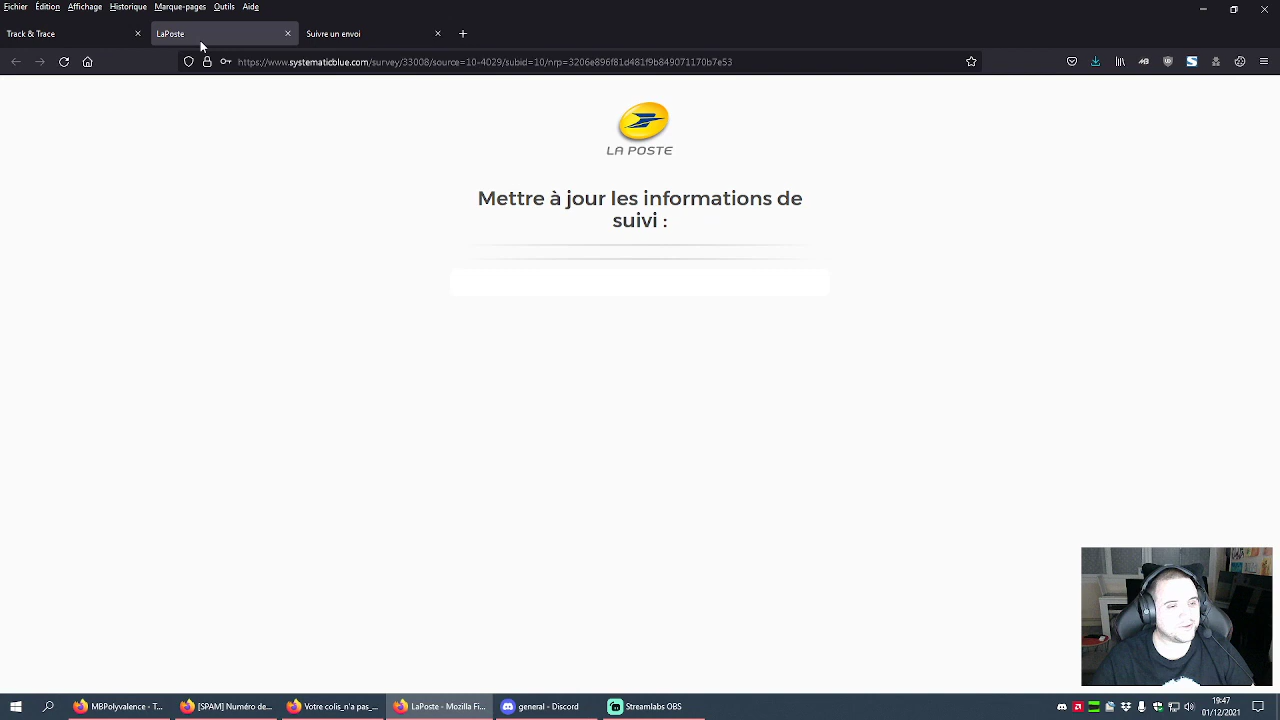 Fichier Édition Affichage Historique Marque-pages Outils Aide
Track & Trace
LaPoste
Suivre un envoi
https://www.systematicblue.com/survey/33008/source=10-4029/subid=10/nrp=3206e896f81d481f9b849071170b7e53
LA POSTE
Mettre à jour les informations de
suivi :
MIPolyvalence - T...
[SPAM] Numéro de...
Votre colis n'a pas...
LaPoste - Mozilla Fi...
general - Discord
Streamlabs OBS
19:47
01/12/2021